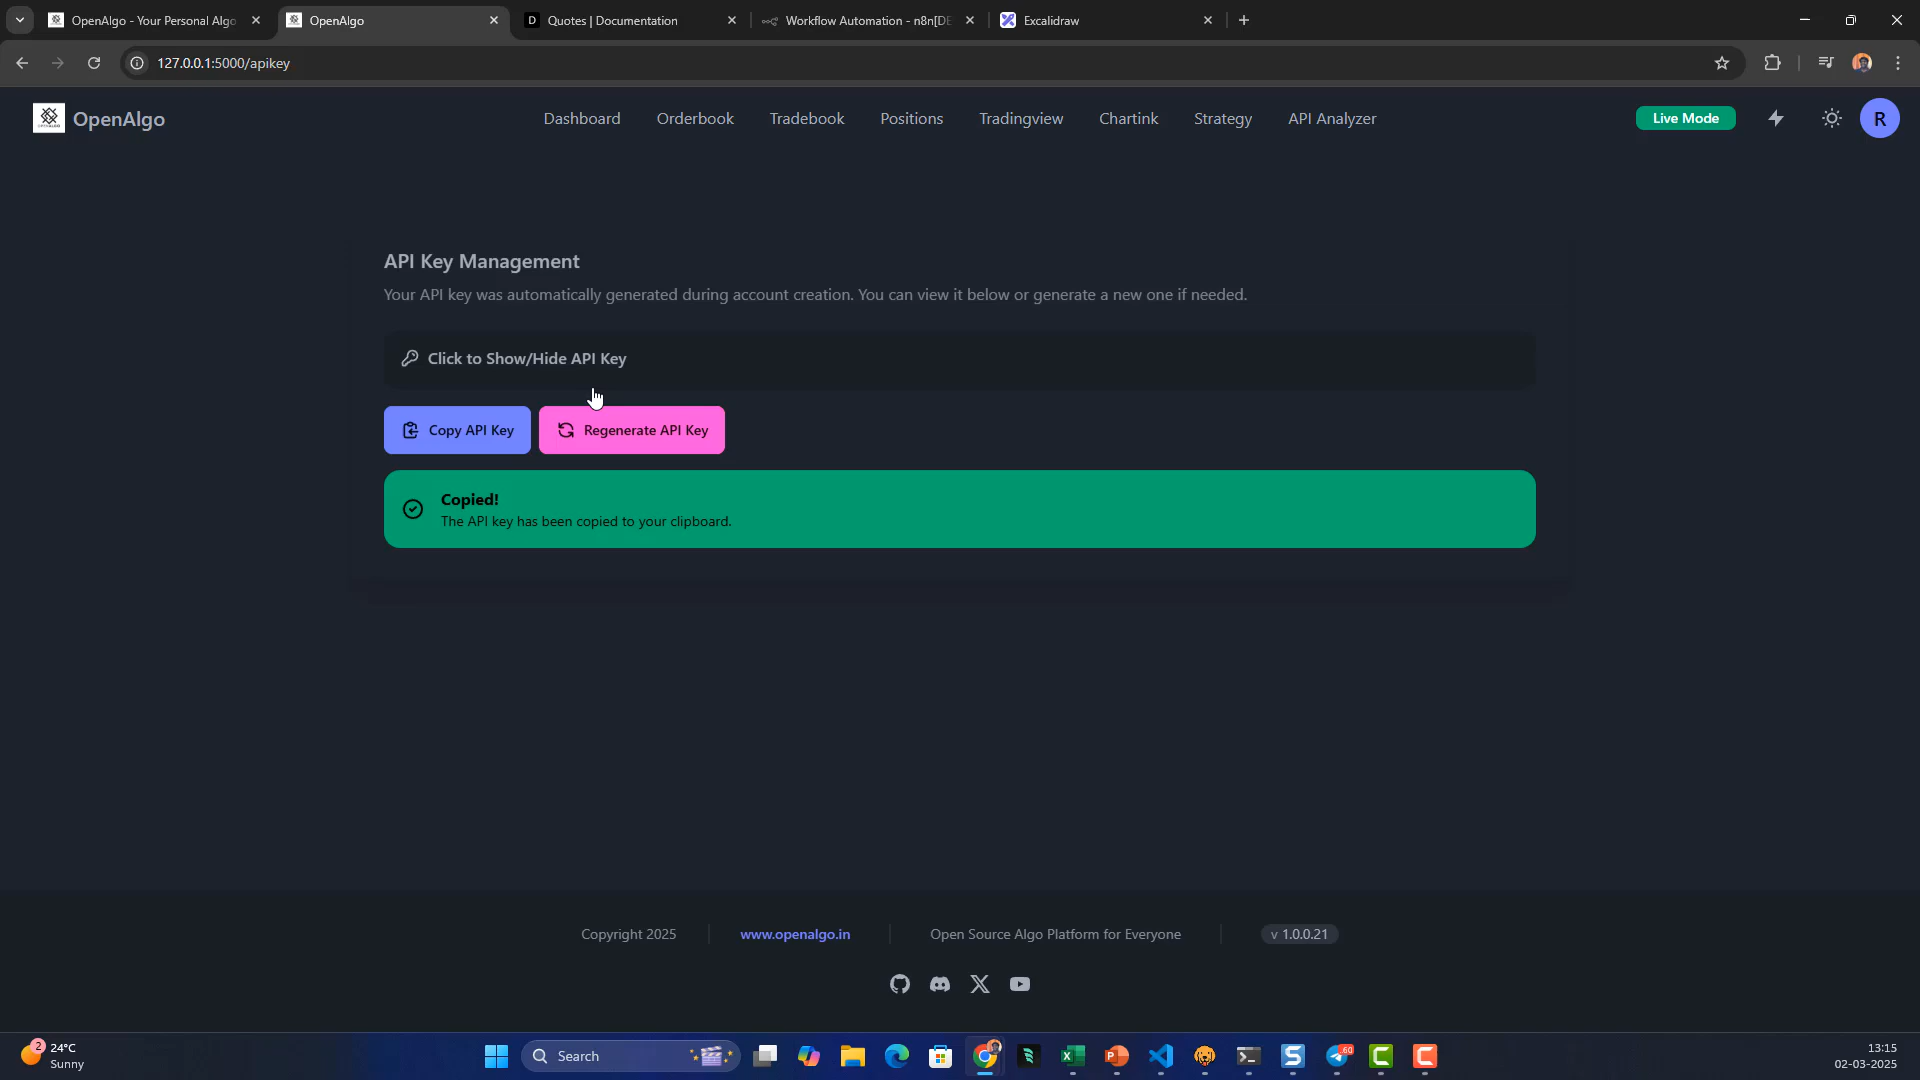 OpenAlgo - Your Personal Algo
OpenAlgo
Quotes | Documentation
Workflow Automation - n8n[DE
Excalidraw
127.0.0.1:5000/apikey
OpenAlgo
Dashboard
Orderbook
Tradebook
Positions
Tradingview
Chartink
Strategy
API Analyzer
Live Mode
R
API Key Management
Your API key was automatically generated during account creation. You can view it below or generate a new one if needed.
Click to Show/Hide API Key
Copy API Key
Regenerate API Key
Copied!
The API key has been copied to your clipboard.
Copyright 2025
www.openalgo.in
Open Source Algo Platform for Everyone
v 1.0.0.21
2
24°C
Sunny
Search
60
13:15
02-03-2025